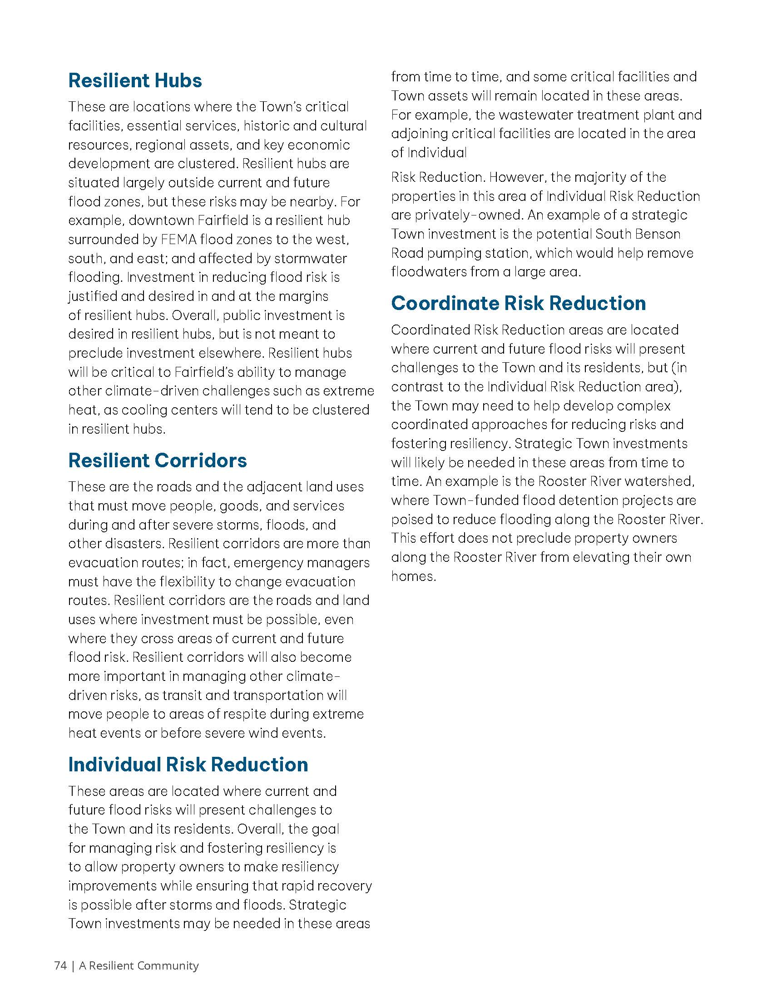 Resilient Hubs
These are locations where the Town’s critical
facilities, essential services, historic and cultural
resources, regional assets, and key economic
development are clustered. Resilient hubs are
situated largely outside current and future
flood zones, but these risks may be nearby. For
example, downtown Fairfield is a resilient hub
surrounded by FEMA flood zones to the west,
south, and east; and affected by stormwater
flooding. Investment in reducing flood risk is
justified and desired in and at the margins
of resilient hubs. Overall, public investment is
desired in resilient hubs, but is not meant to
preclude investment elsewhere. Resilient hubs
will be critical to Fairfield’s ability to manage
other climate-driven challenges such as extreme
heat, as cooling centers will tend to be clustered
in resilient hubs.
Resilient Corridors
These are the roads and the adjacent land uses
that must move people, goods, and services
during and after severe storms, floods, and
other disasters. Resilient corridors are more than
evacuation routes; in fact, emergency managers
must have the flexibility to change evacuation
routes. Resilient corridors are the roads and land
uses where investment must be possible, even
where they cross areas of current and future
flood risk. Resilient corridors will also become
more important in managing other climate-
driven risks, as transit and transportation will
move people to areas of respite during extreme
heat events or before severe wind events.
Individual Risk Reduction
These areas are located where current and
future flood risks will present challenges to
the Town and its residents. Overall, the goal
for managing risk and fostering resiliency is
to allow property owners to make resiliency
improvements while ensuring that rapid recovery
is possible after storms and floods. Strategic
Town investments may be needed in these areas
from time to time, and some critical facilities and
Town assets will remain located in these areas.
For example, the wastewater treatment plant and
adjoining critical facilities are located in the area
of Individual
Risk Reduction. However, the majority of the
properties in this area of Individual Risk Reduction
are privately-owned. An example of a strategic
Town investment is the potential South Benson
Road pumping station, which would help remove
floodwaters from a large area.
Coordinate Risk Reduction
Coordinated Risk Reduction areas are located
where current and future flood risks will present
challenges to the Town and its residents, but (in
contrast to the Individual Risk Reduction area),
the Town may need to help develop complex
coordinated approaches for reducing risks and
fostering resiliency. Strategic Town investments
will likely be needed in these areas from time to
time. An example is the Rooster River watershed,
where Town-funded flood detention projects are
poised to reduce flooding along the Rooster River.
This effort does not preclude property owners
along the Rooster River from elevating their own
homes.
74 | A Resilient Community